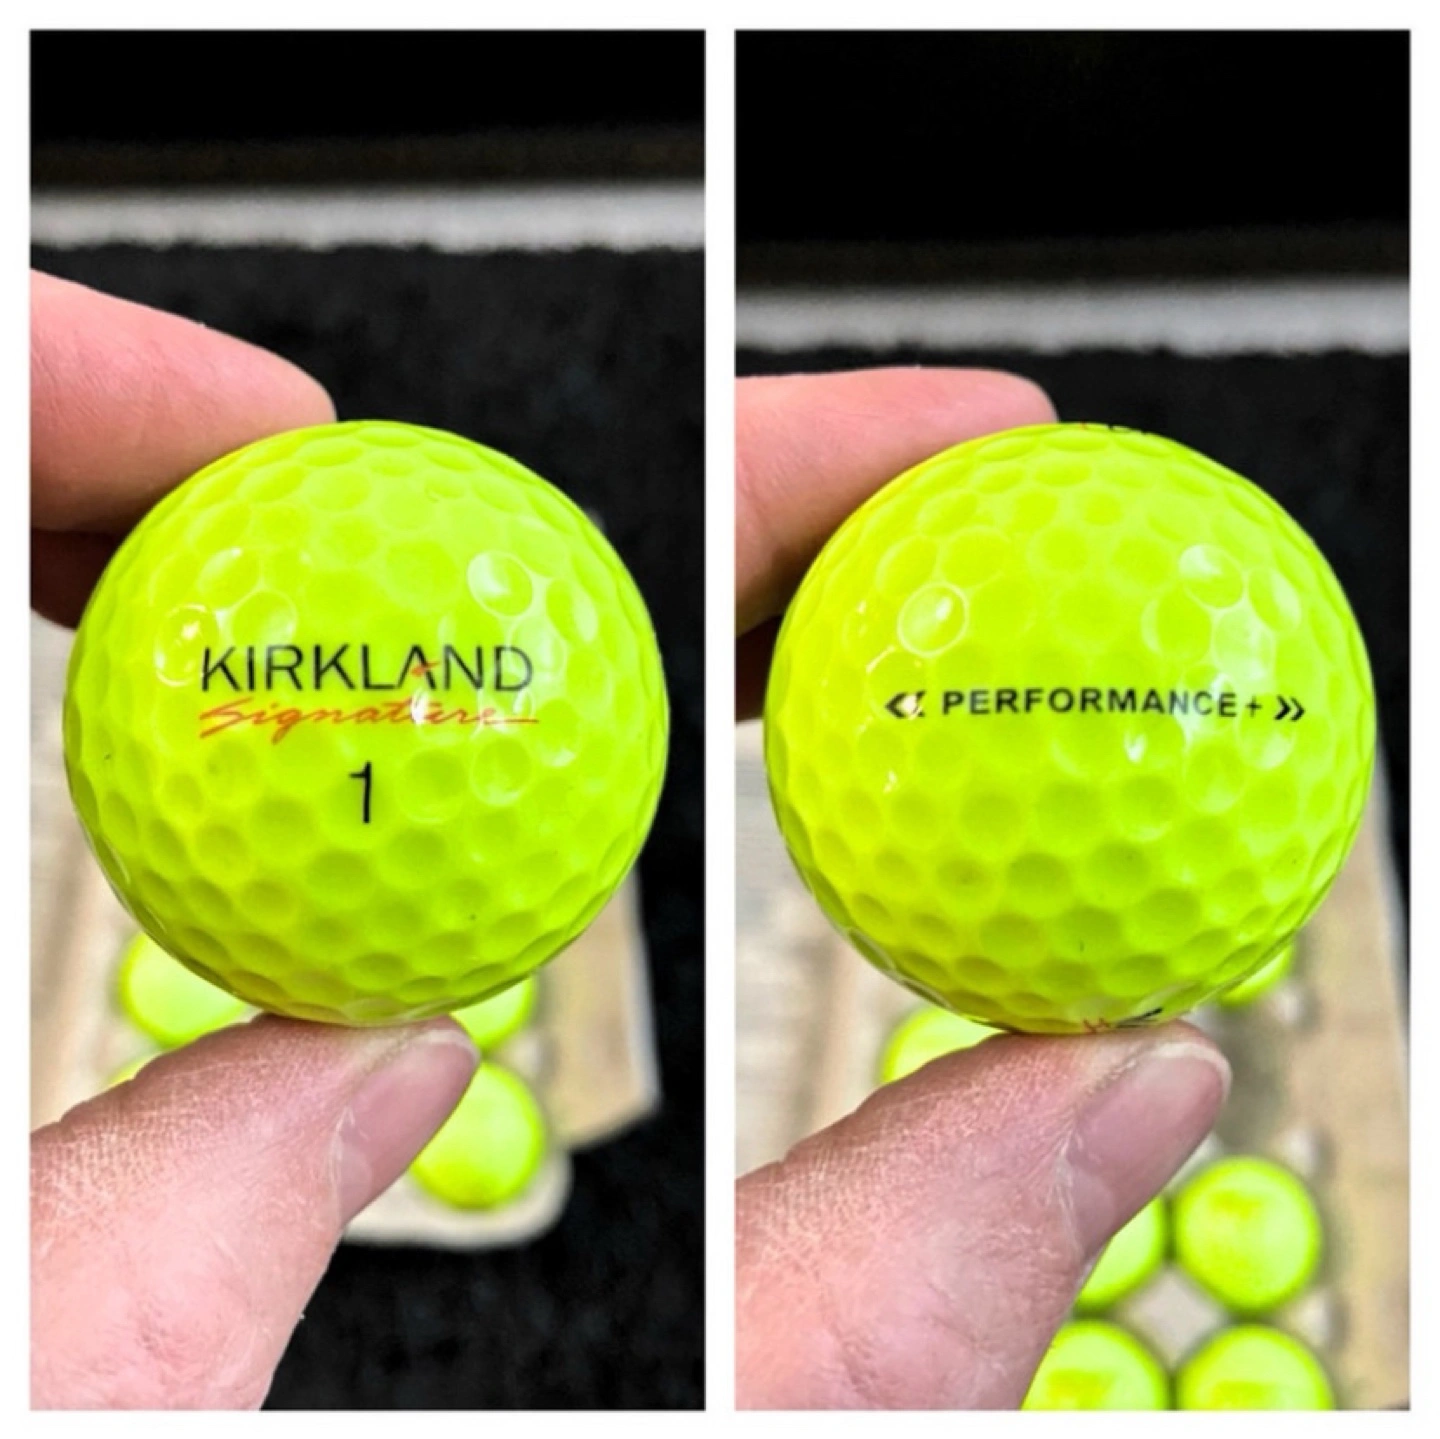 KIRKLAND
Signature
1
« PERFORMANCE+ »